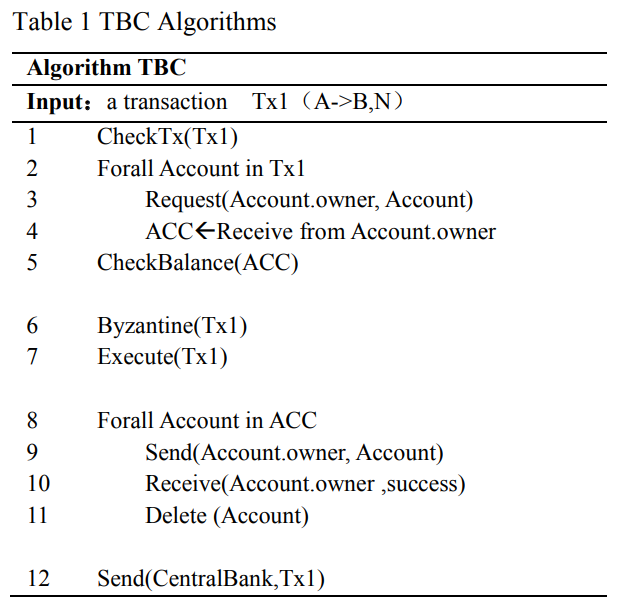 Table 1 TBC Algorithms
Algorithm TBC
Input：a transaction Tx1（A->B,N）
1 CheckTx(Tx1)
2 Forall Account in Tx1
3 Request(Account.owner, Account)
4 ACC🡨Receive from Account.owner
5 CheckBalance(ACC)
6 Byzantine(Tx1)
7 Execute(Tx1)
8 Forall Account in ACC
9 Send(Account.owner, Account)
10 Receive(Account.owner ,success)
11 Delete (Account)
12 Send(CentralBank,Tx1)